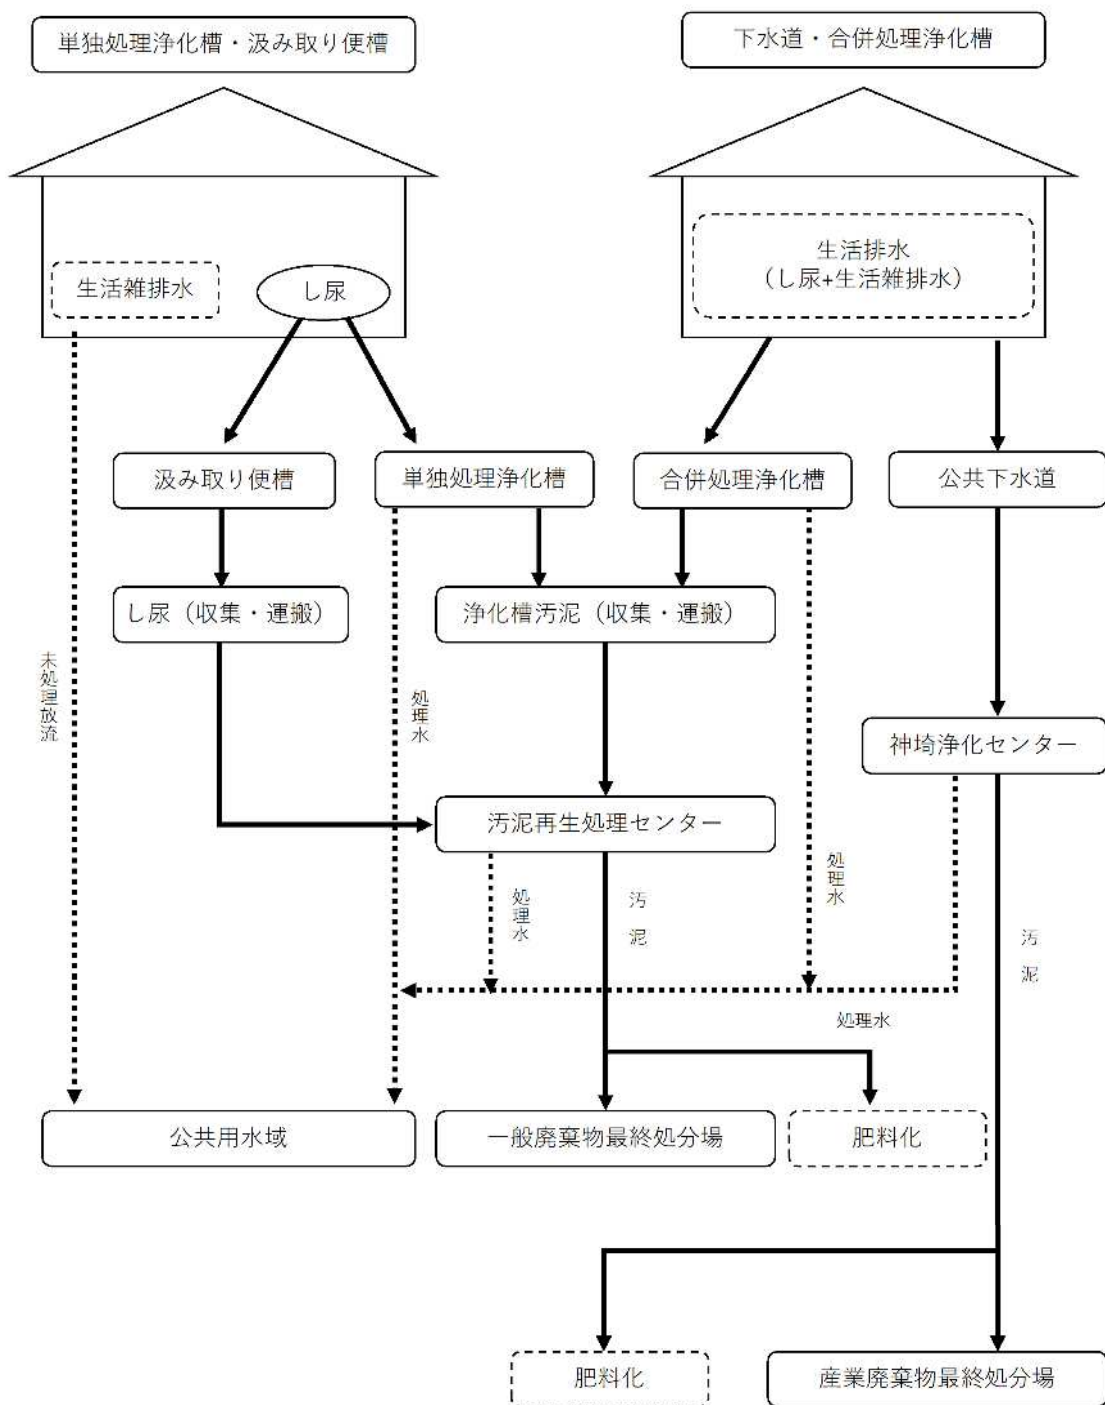 単独処理浄化槽・汲み取り便槽
下水道・合併処理浄化槽
生活雑排水
し尿
生活排水
（し尿+生活雑排水）
汲み取り便槽
単独処理浄化槽
合併処理浄化槽
公共下水道
し尿（収集・運搬）
浄化槽汚泥（収集・運搬）
未処理放流
処理水
神埼浄化センター
汚泥再生処理センター
処理水
汚泥
処理水
汚泥
処理水
公共用水域
一般廃棄物最終処分場
肥料化
肥料化
産業廃棄物最終処分場